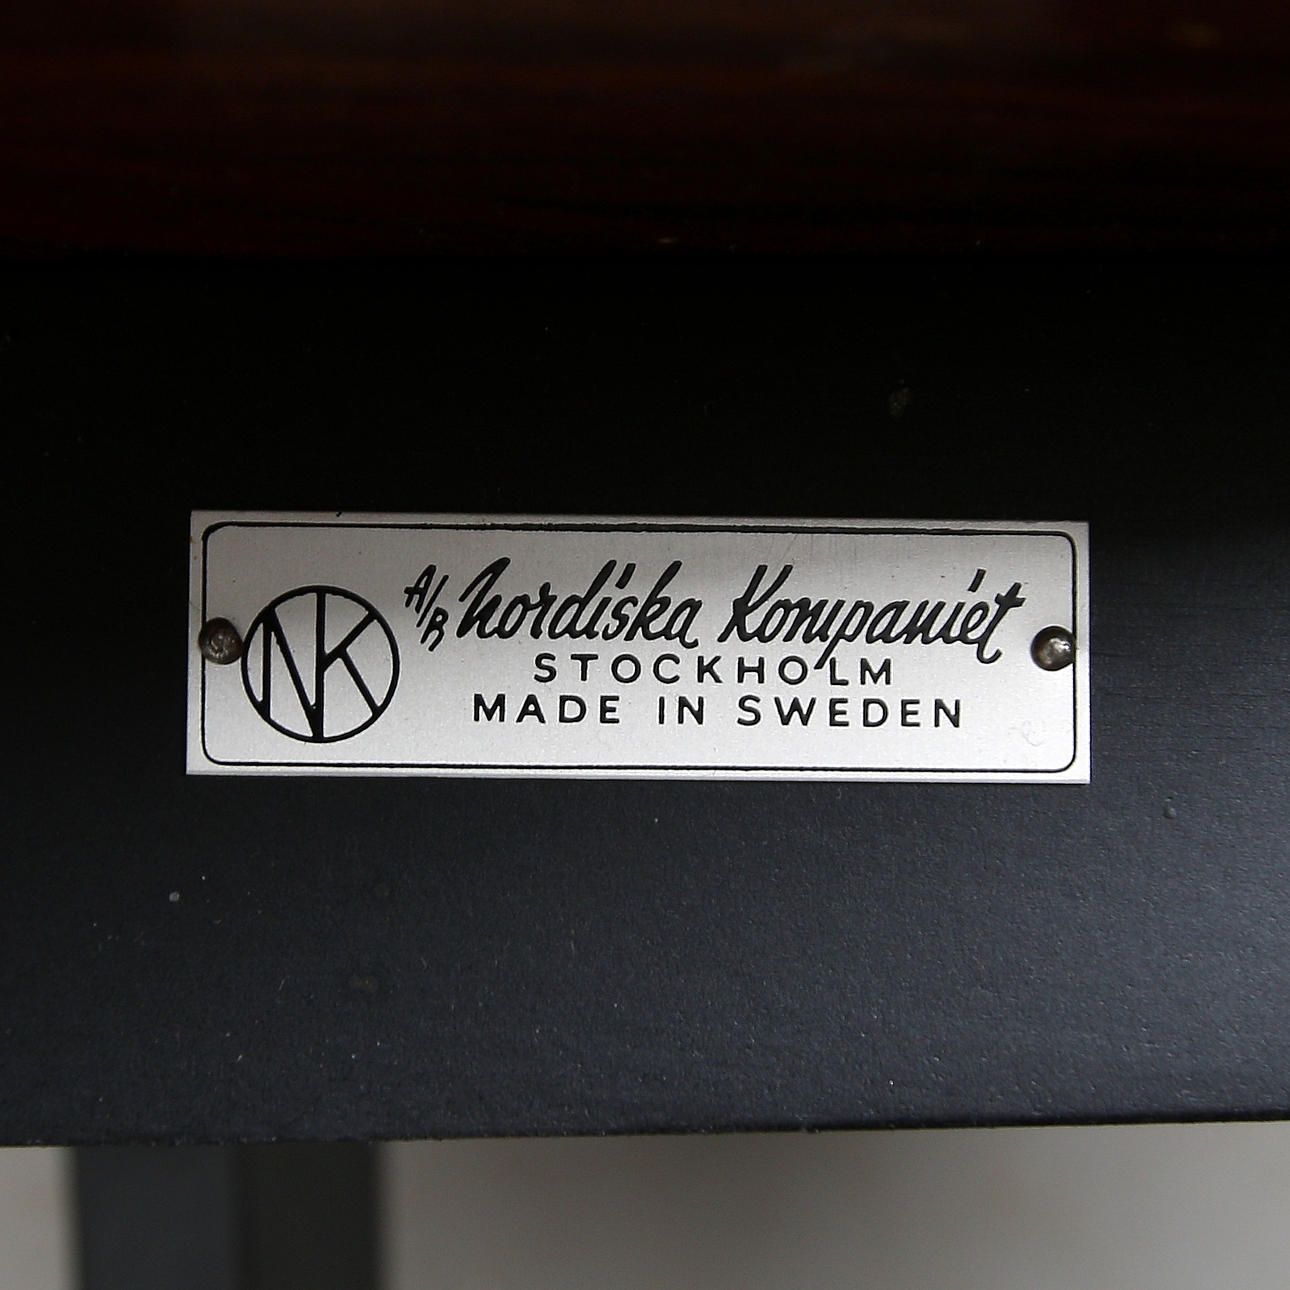 NK
A/B Nordiska Kompaniet
STOCKHOLM
MADE IN SWEDEN